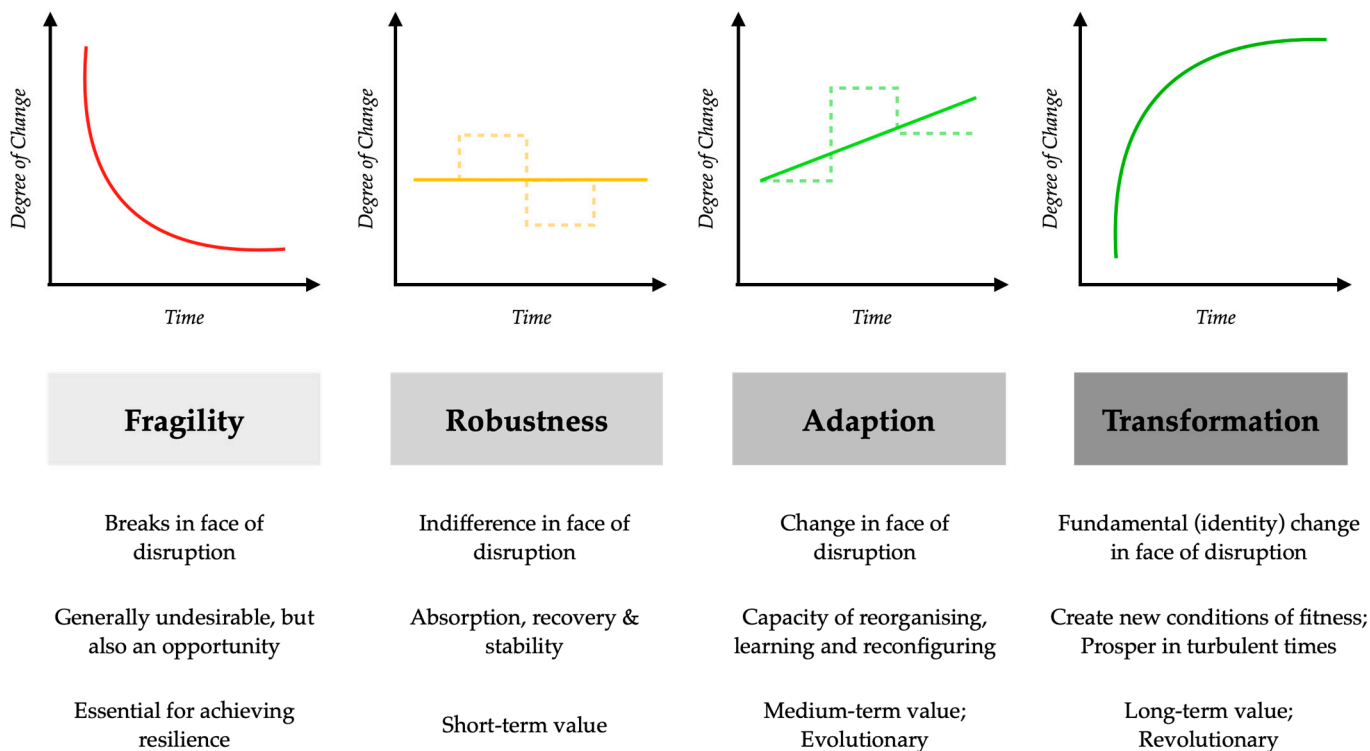 Degree of Change
Time
Degree of Change
Time
Degree of Change
Time
Degree of Change
Time
Fragility
Robustness
Adaption
Transformation
Breaks in face of
disruption
Indifference in face of
disruption
Change in face of
disruption
Fundamental (identity) change
in face of disruption
Generally undesirable, but
also an opportunity
Absorption, recovery &
stability
Capacity of reorganising,
learning and reconfiguring
Create new conditions of fitness;
Prosper in turbulent times
Essential for achieving
resilience
Short-term value
Medium-term value;
Evolutionary
Long-term value;
Revolutionary